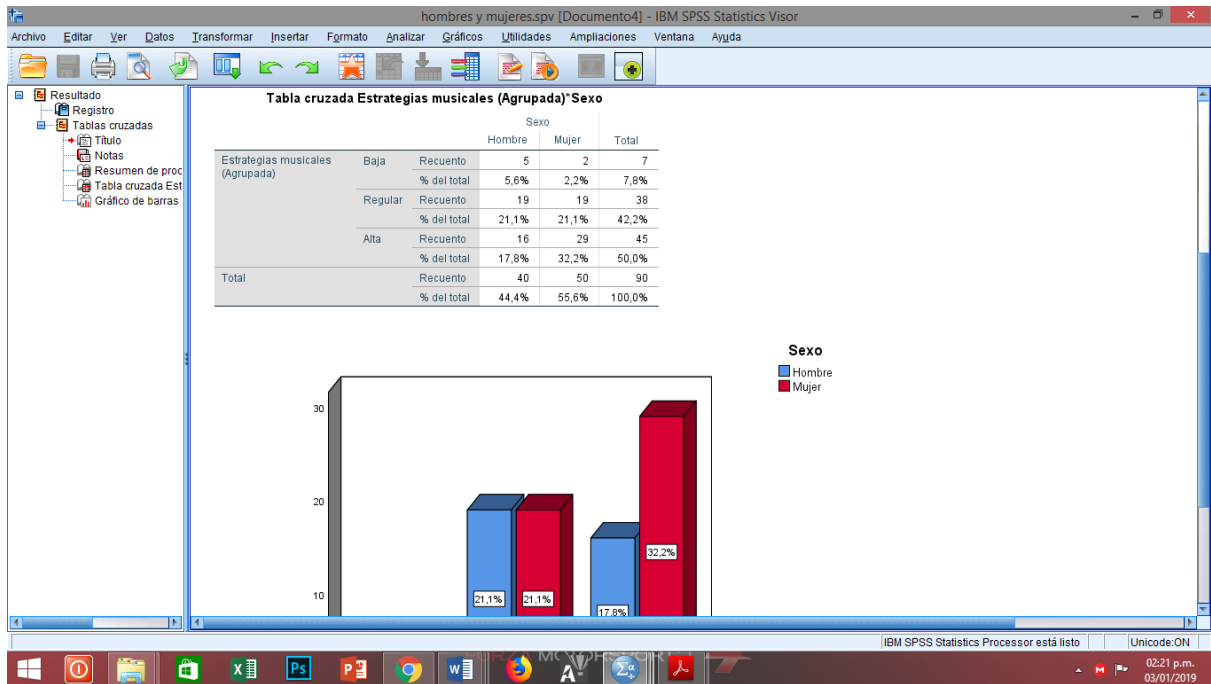 hombres y mujeres.spv [Documento4] - IBM SPSS Statistics Visor
Archivo Editar Ver Datos Transformar Insertar Formato Analizar Gráficos Utilidades Ampliaciones Ventana Ayuda
Resultado
Registro
Tablas cruzadas
Título
Notas
Resumen de proc
Tabla cruzada Est
Gráfico de barras
Tabla cruzada Estrategias musicales (Agrupada)*Sexo
Sexo
Hombre Mujer Total
Estrategias musicales (Agrupada) Baja Recuento 5 2 7
% del total 5,6% 2,2% 7,8%
Regular Recuento 19 19 38
% del total 21,1% 21,1% 42,2%
Alta Recuento 16 29 45
% del total 17,8% 32,2% 50,0%
Total Recuento 40 50 90
% del total 44,4% 55,6% 100,0%
Sexo
Hombre
Mujer
30
20
10
32,2%
21,1% 21,1%
17,8%
IBM SPSS Statistics Processor está listo Unicode:ON
02:21 p.m.
03/01/2019